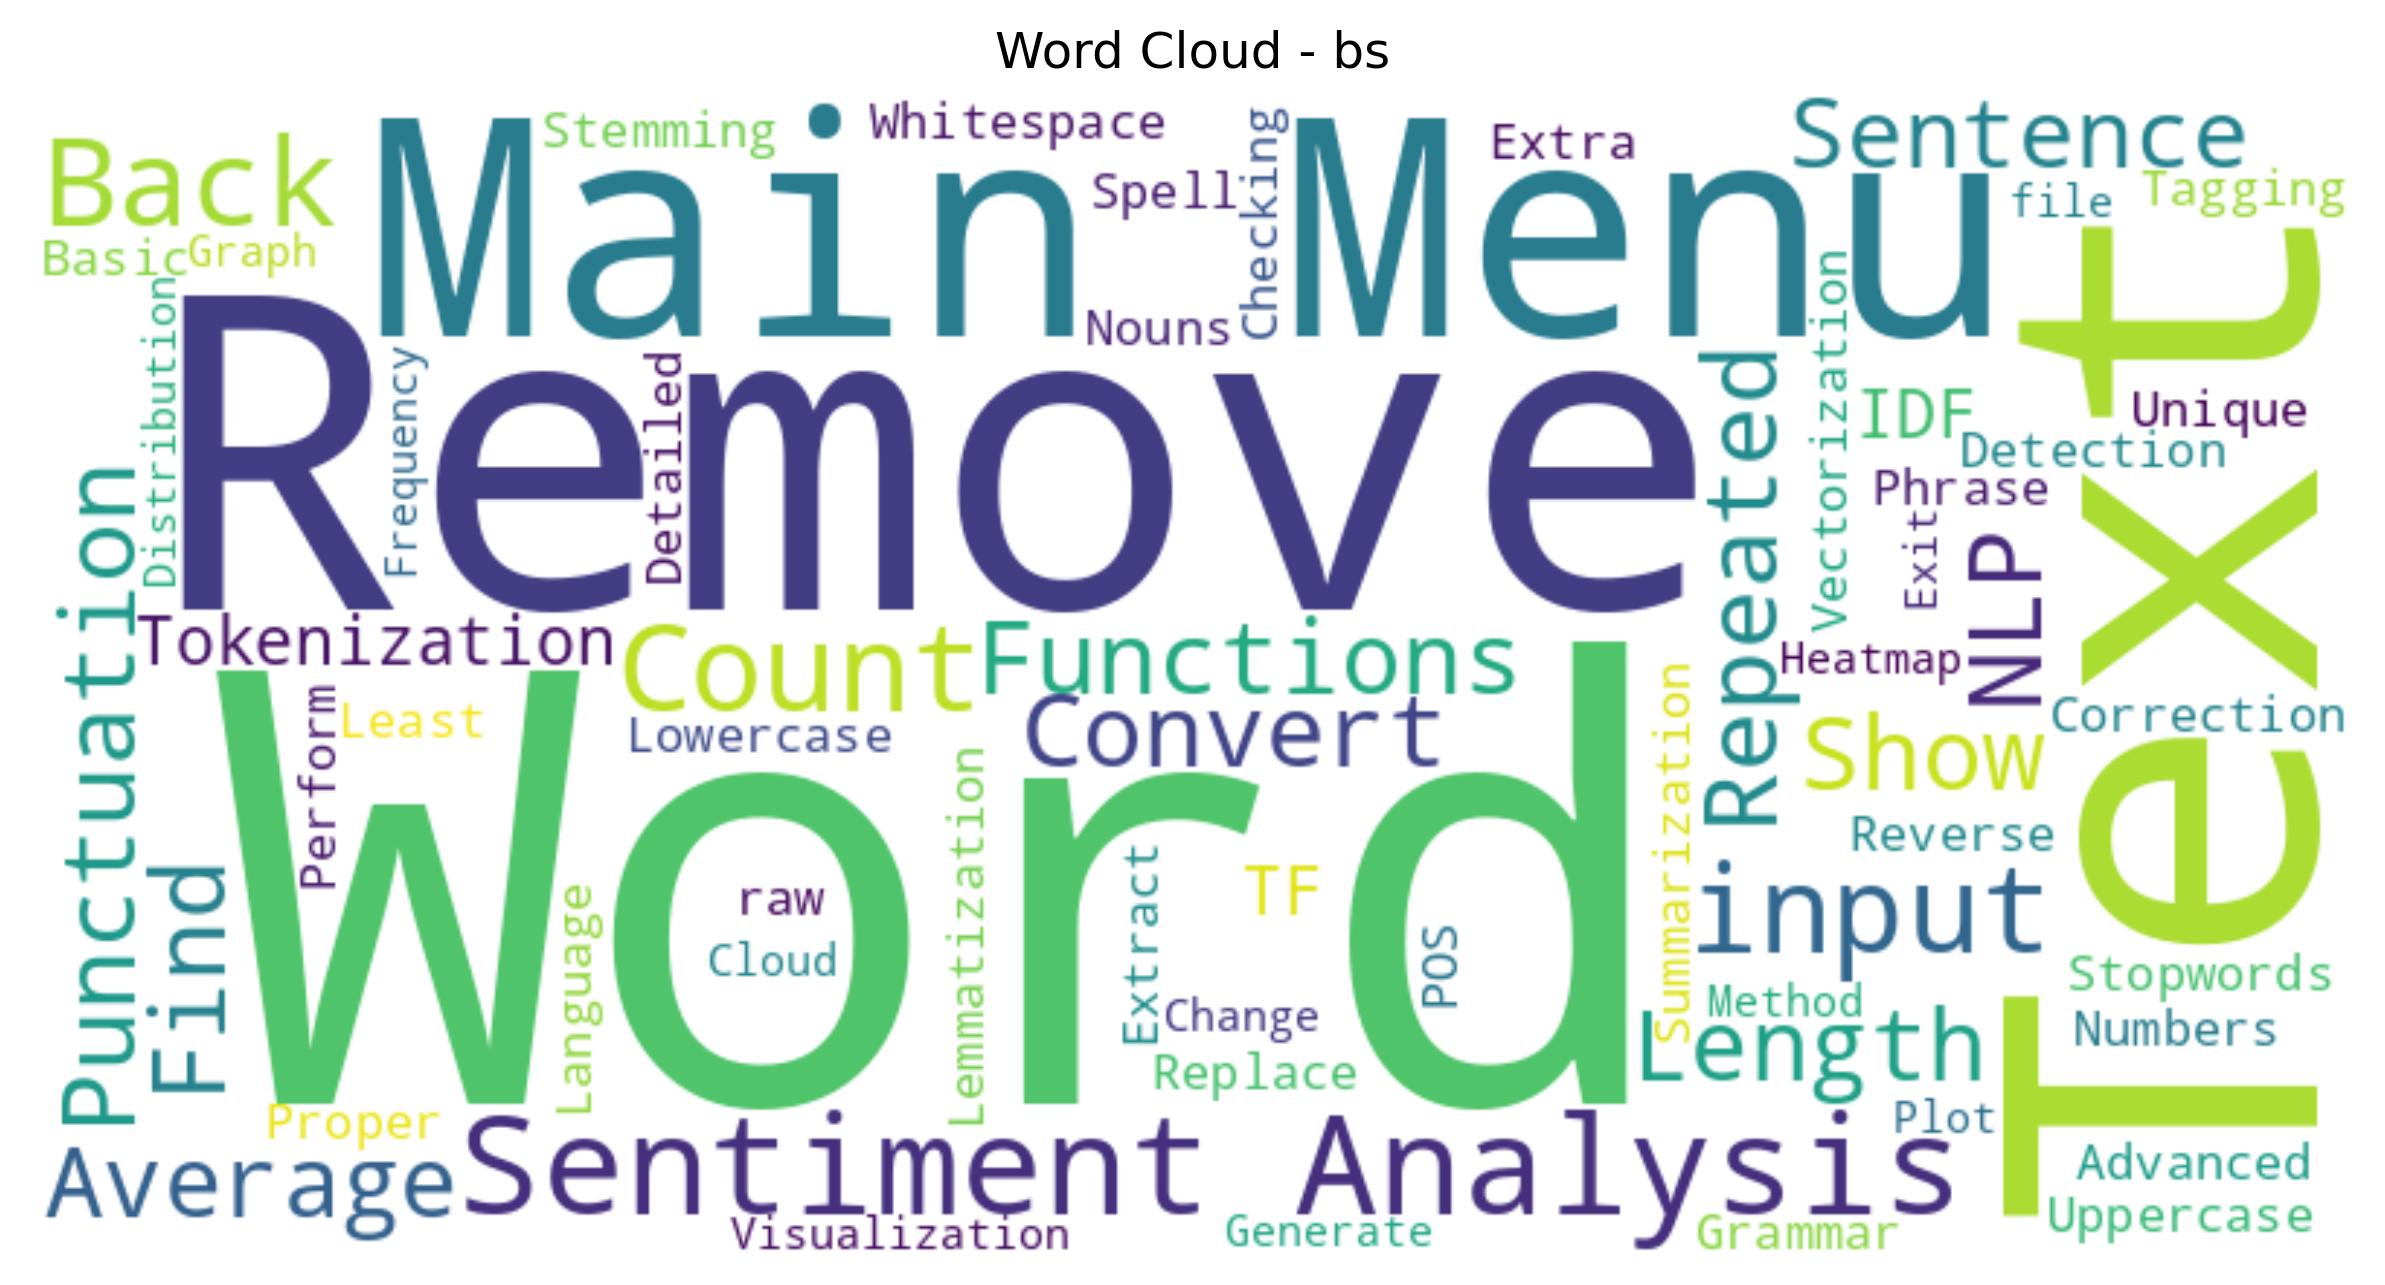 Word Cloud - bs
Main Menu
Stemming
Whitespace
Extra
Sentence
Back
Spell
Checking
file
Tagging
Basic
Graph
Nouns
Remove
Distribution
Frequency
Detailed
Repeated
Vectorization
IDF
Unique
Detection
Phrase
Exit
NLP
Text
Punctuation
Tokenization
Count
Functions
Heatmap
Perform
Least
Lowercase
Convert
Show
Correction
Word
Summarization
Reverse
Find
Language
raw
Cloud
Lemmatization
Extract
TF
POS
input
Change
Replace
Method
Length
Stopwords
Numbers
Proper
Plot
Average
Sentiment Analysis
Advanced
Uppercase
Visualization
Generate
Grammar